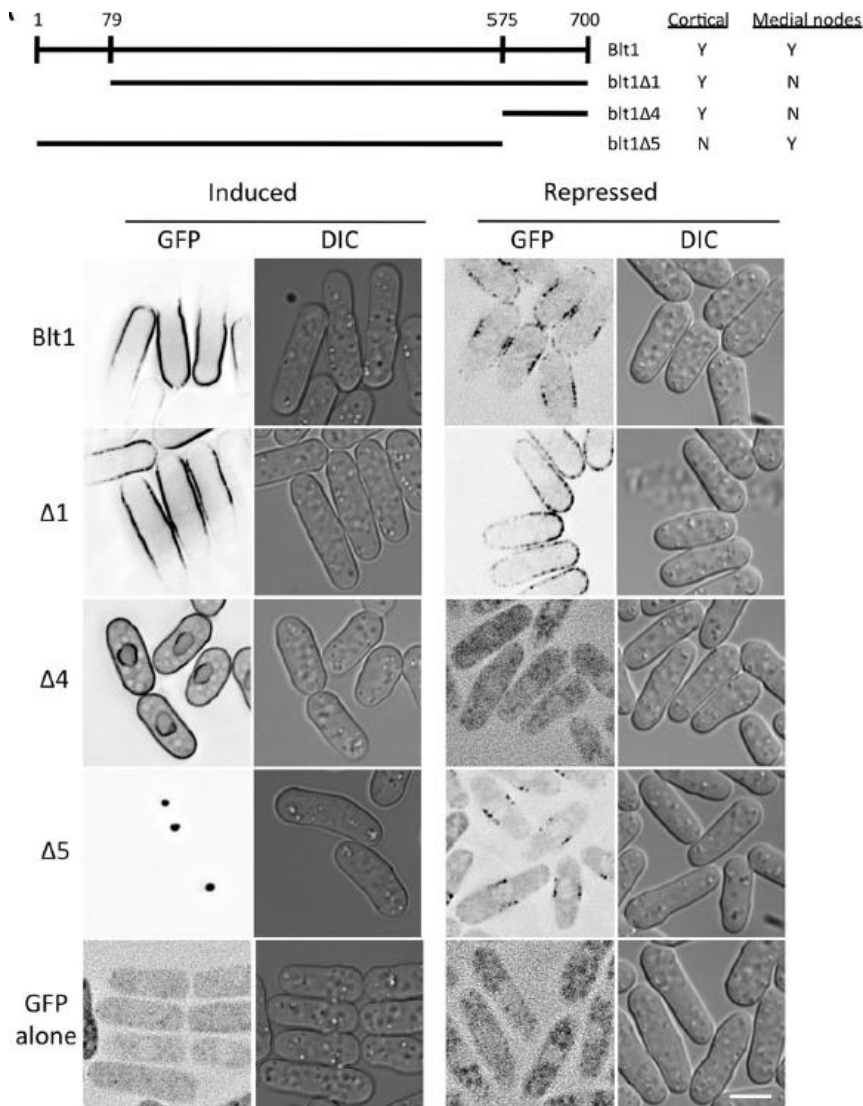 1 79 575 700 Cortical Medial nodes
Blt1 Y Y
blt1Δ1 Y N
blt1Δ4 Y N
blt1Δ5 N Y
Induced Repressed
GFP DIC GFP DIC
Blt1
Δ1
Δ4
Δ5
GFP
alone